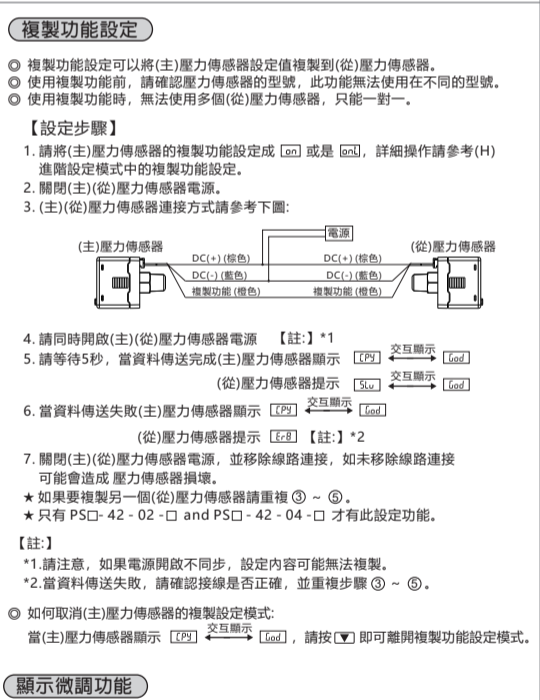 複製功能設定
◎ 複製功能設定可以將(主)壓力傳感器設定值複製到(從)壓力傳感器。
◎ 使用複製功能前，請確認壓力傳感器的型號，此功能無法使用在不同的型號。
◎ 使用複製功能時，無法使用多個(從)壓力傳感器，只能一對一。
【設定步驟】
1. 請將(主)壓力傳感器的複製功能設定成 on 或是 onL，詳細操作請參考(H)
進階設定模式中的複製功能設定。
2. 關閉(主)(從)壓力傳感器電源。
3. (主)(從)壓力傳感器連接方式請參考下圖:
電源
(主)壓力傳感器 (從)壓力傳感器
DC(+) (棕色) DC(+) (棕色)
DC(-) (藍色) DC(-) (藍色)
複製功能 (橙色) 複製功能 (橙色)
4. 請同時開啟(主)(從)壓力傳感器電源 【註:】*1
5. 請等待5秒，當資料傳送完成(主)壓力傳感器顯示 CPY 交互顯示 God
(從)壓力傳感器提示 SLv 交互顯示 God
6. 當資料傳送失敗(主)壓力傳感器顯示 CPY 交互顯示 God
(從)壓力傳感器提示 Er8 【註:】*2
7. 關閉(主)(從)壓力傳感器電源，並移除線路連接，如未移除線路連接
可能會造成 壓力傳感器損壞。
★ 如果要複製另一個(從)壓力傳感器請重複 ③ ~ ⑤。
★ 只有 PS□- 42 - 02 -□ and PS□ - 42 - 04 -□ 才有此設定功能。
【註:】
*1.請注意，如果電源開啟不同步，設定內容可能無法複製。
*2.當資料傳送失敗，請確認接線是否正確，並重複步驟 ③ ~ ⑤。
◎ 如何取消(主)壓力傳感器的複製設定模式:
當(主)壓力傳感器顯示 CPY 交互顯示 God ，請按 ▼ 即可離開複製功能設定模式。
顯示微調功能